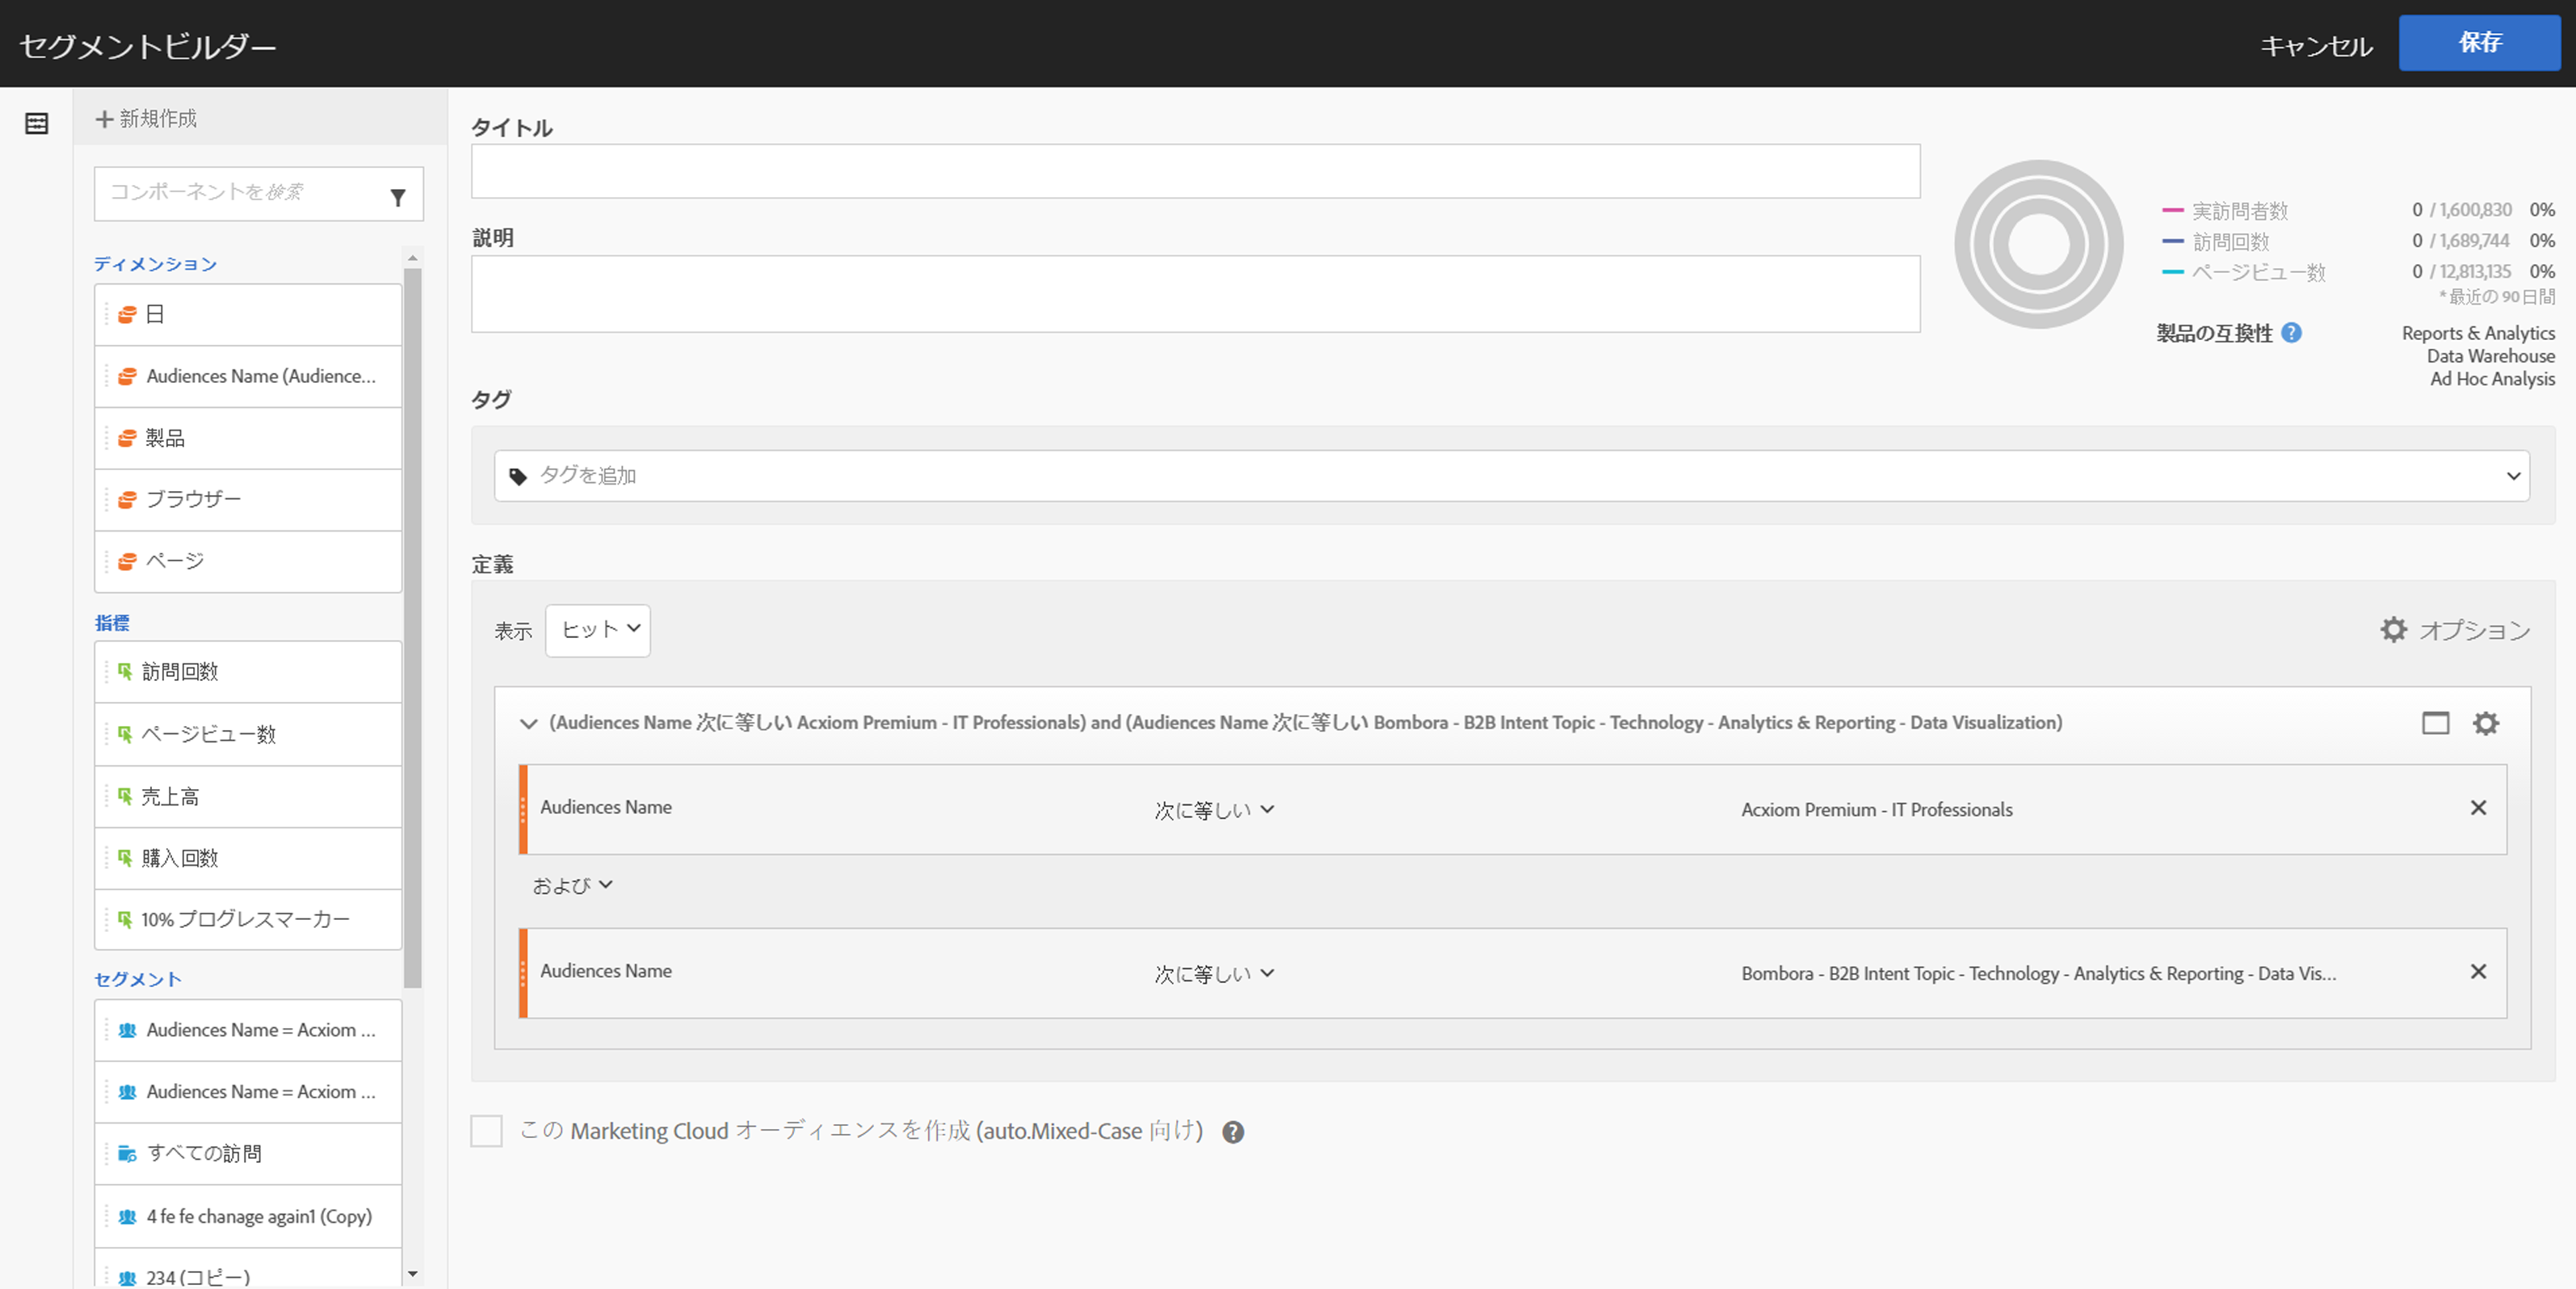 セグメントビルダー
キャンセル
保存
新規作成
コンポーネントを検索
ディメンション
日
Audiences Name (Audience...
製品
ブラウザー
ページ
指標
訪問回数
ページビュー数
売上高
購入回数
10% プログレスマーカー
セグメント
Audiences Name = Acxiom ...
Audiences Name = Acxiom ...
すべての訪問
4 fe fe chanage again1 (Copy)
234 (コピー)
タイトル
説明
実訪問者数 0 / 1,600,830 0%
訪問回数 0 / 1,689,744 0%
ページビュー数 0 / 12,813,135 0%
* 最近の 90 日間
製品の互換性 ? Reports & Analytics
Data Warehouse
Ad Hoc Analysis
タグ
タグを追加
定義
表示 ヒット
オプション
(Audiences Name 次に等しい Acxiom Premium - IT Professionals) and (Audiences Name 次に等しい Bombora - B2B Intent Topic - Technology - Analytics & Reporting - Data Visualization)
Audiences Name 次に等しい Acxiom Premium - IT Professionals
および
Audiences Name 次に等しい Bombora - B2B Intent Topic - Technology - Analytics & Reporting - Data Vis...
この Marketing Cloud オーディエンスを作成 (auto.Mixed-Case 向け) ?